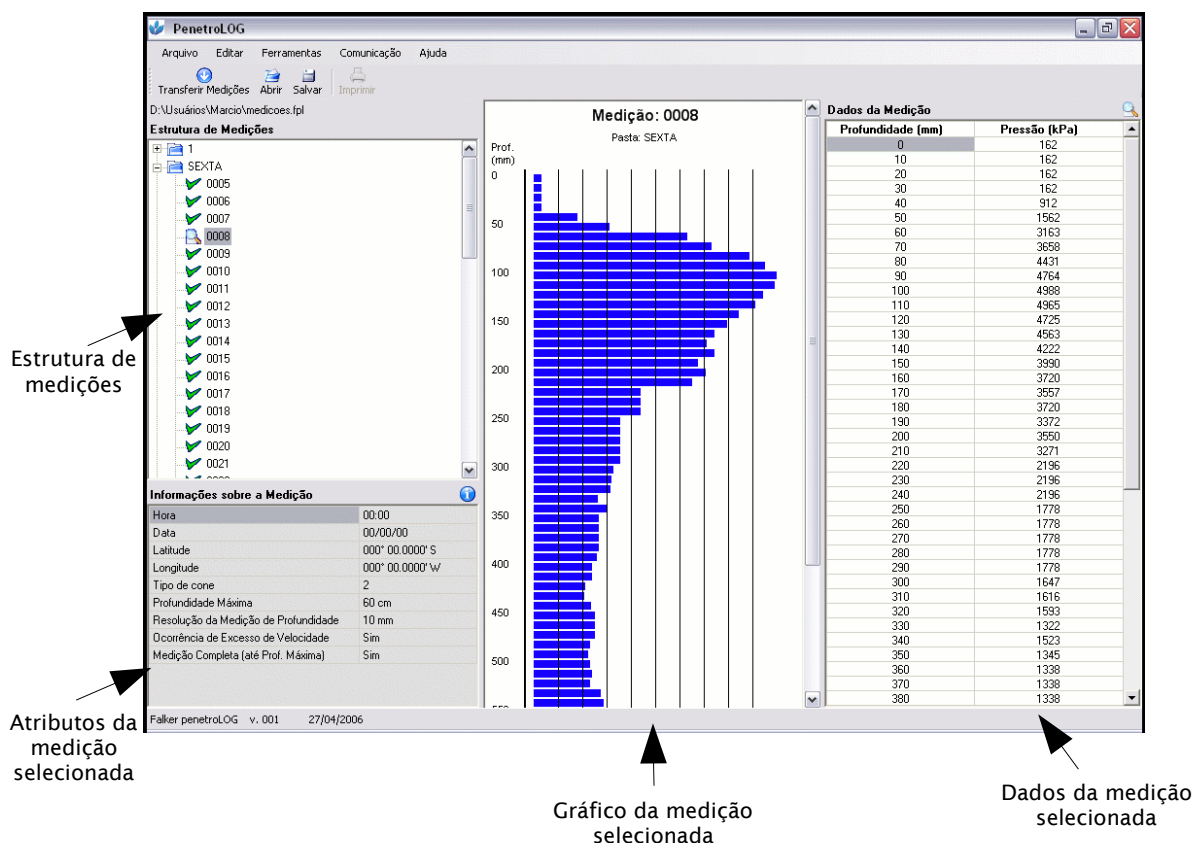 PenetroLOG
Arquivo Editar Ferramentas Comunicação Ajuda
Transferir Medições Abrir Salvar Imprimir
D:\Usuários\Marcio\medicoes.fpl
Estrutura de Medições
1
SEXTA
0005
0006
0007
0008
0009
0010
0011
0012
0013
0014
0015
0016
0017
0018
0019
0020
0021
Informações sobre a Medição
Hora 00:00
Data 00/00/00
Latitude 000° 00.0000' S
Longitude 000° 00.0000' W
Tipo de cone 2
Profundidade Máxima 60 cm
Resolução da Medição de Profundidade 10 mm
Ocorrência de Excesso de Velocidade Sim
Medição Completa (até Prof. Máxima) Sim
Falker penetroLOG v. 001 27/04/2006
Medição: 0008
Pasta: SEXTA
Prof.
(mm)
0
50
100
150
200
250
300
350
400
450
500
550
Dados da Medição
Profundidade (mm) Pressão (kPa)
0 162
10 162
20 162
30 162
40 912
50 1562
60 3163
70 3658
80 4431
90 4764
100 4988
110 4965
120 4725
130 4563
140 4222
150 3990
160 3720
170 3557
180 3720
190 3372
200 3550
210 3271
220 2196
230 2196
240 2196
250 1778
260 1778
270 1778
280 1778
290 1778
300 1647
310 1616
320 1593
330 1322
340 1523
350 1345
360 1338
370 1338
380 1338
Estrutura de
medições
Atributos da
medição
selecionada
Gráfico da medição
selecionada
Dados da medição
selecionada